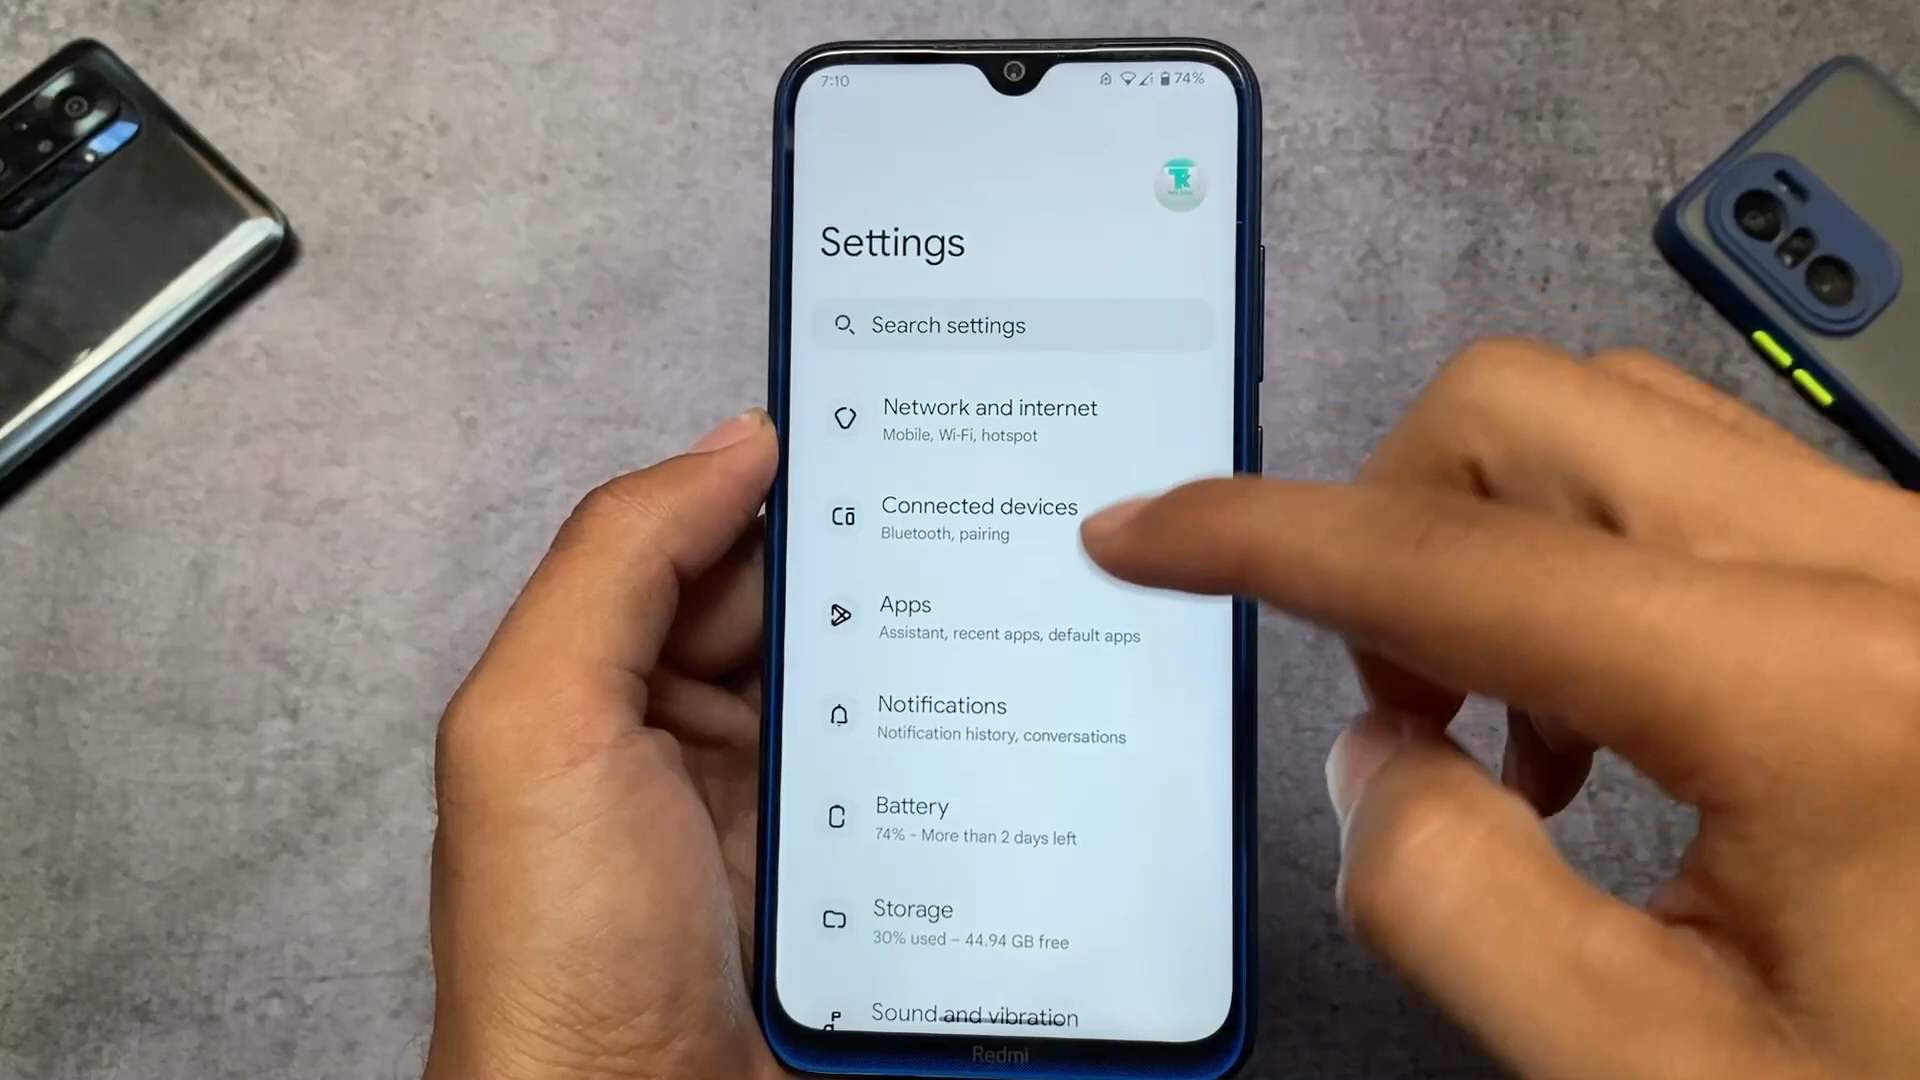 7:10
74%
TK
Settings
Search settings
Network and internet
Mobile, Wi-Fi, hotspot
Connected devices
Bluetooth, pairing
Apps
Assistant, recent apps, default apps
Notifications
Notification history, conversations
Battery
74% - More than 2 days left
Storage
30% used - 44.94 GB free
Sound and vibration
Redmi